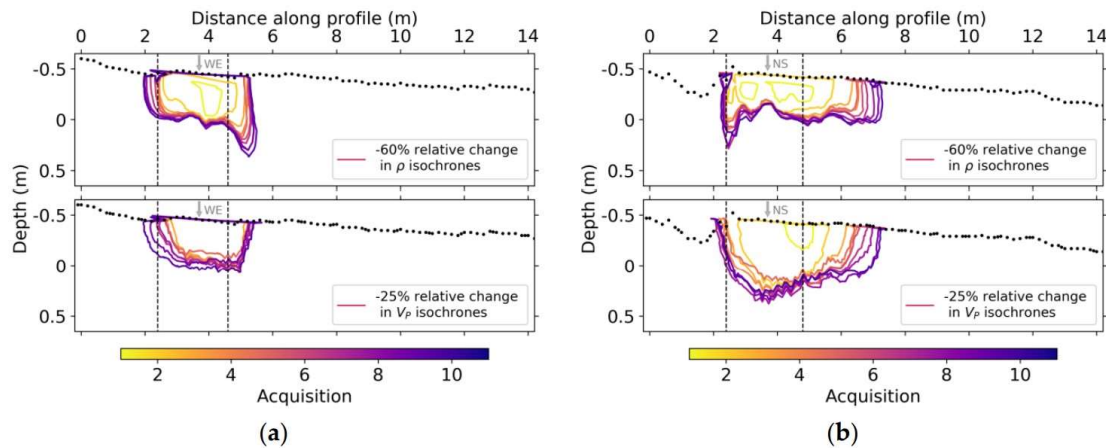 Distance along profile (m)
0 2 4 6 8 10 12 14
-0.5
WE
0
0.5
-60% relative change
in ρ isochrones
Depth (m)
-0.5
WE
0
0.5
-25% relative change
in VP isochrones
2 4 6 8 10
Acquisition
(a)
Distance along profile (m)
0 2 4 6 8 10 12 14
-0.5
NS
0
0.5
-60% relative change
in ρ isochrones
Depth (m)
-0.5
NS
0
0.5
-25% relative change
in VP isochrones
2 4 6 8 10
Acquisition
(b)